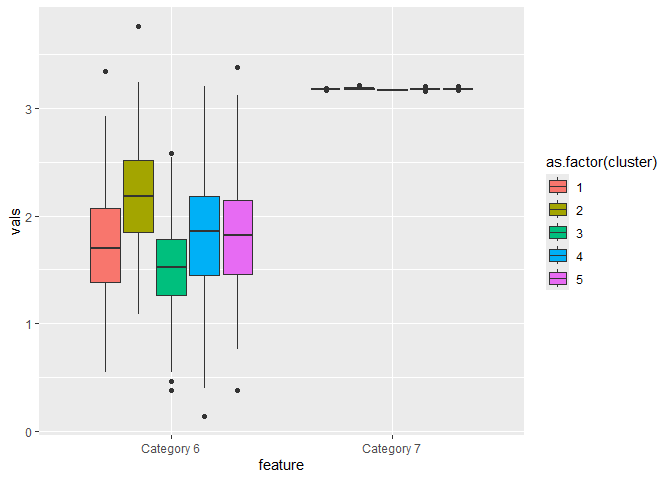 vals
3
2
1
0
Category 6
Category 7
feature
as.factor(cluster)
1
2
3
4
5